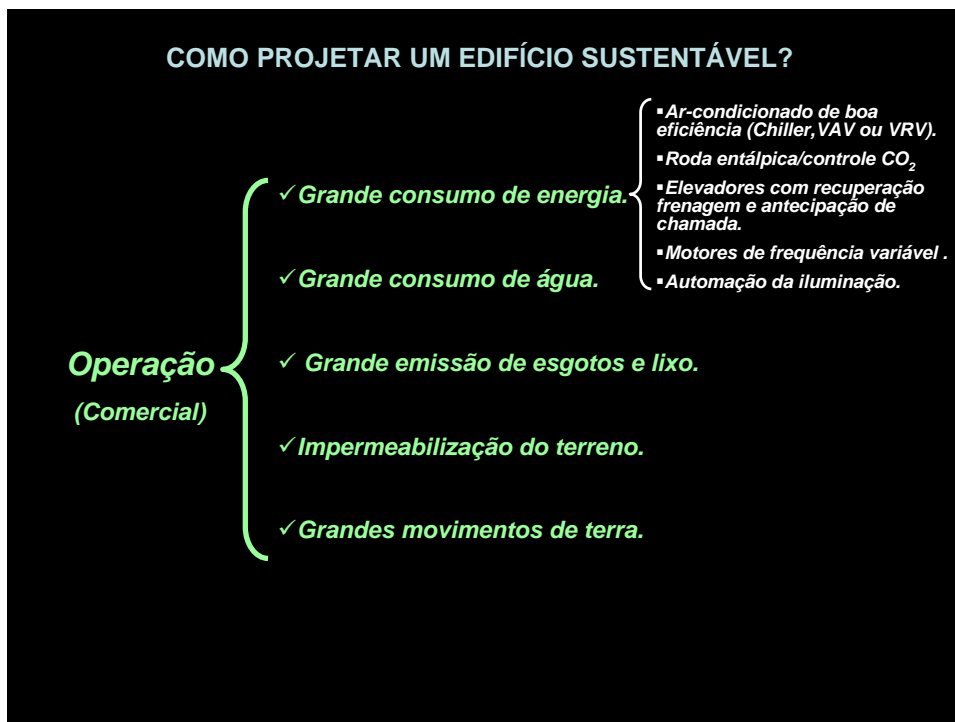 COMO PROJETAR UM EDIFÍCIO SUSTENTÁVEL?
Operação
(Comercial)
✓Grande consumo de energia.
▪Ar-condicionado de boa
eficiência (Chiller,VAV ou VRV).
▪Roda entálpica/controle CO₂
▪Elevadores com recuperação
frenagem e antecipação de
chamada.
▪Motores de frequência variável .
▪Automação da iluminação.
✓Grande consumo de água.
✓ Grande emissão de esgotos e lixo.
✓Impermeabilização do terreno.
✓Grandes movimentos de terra.